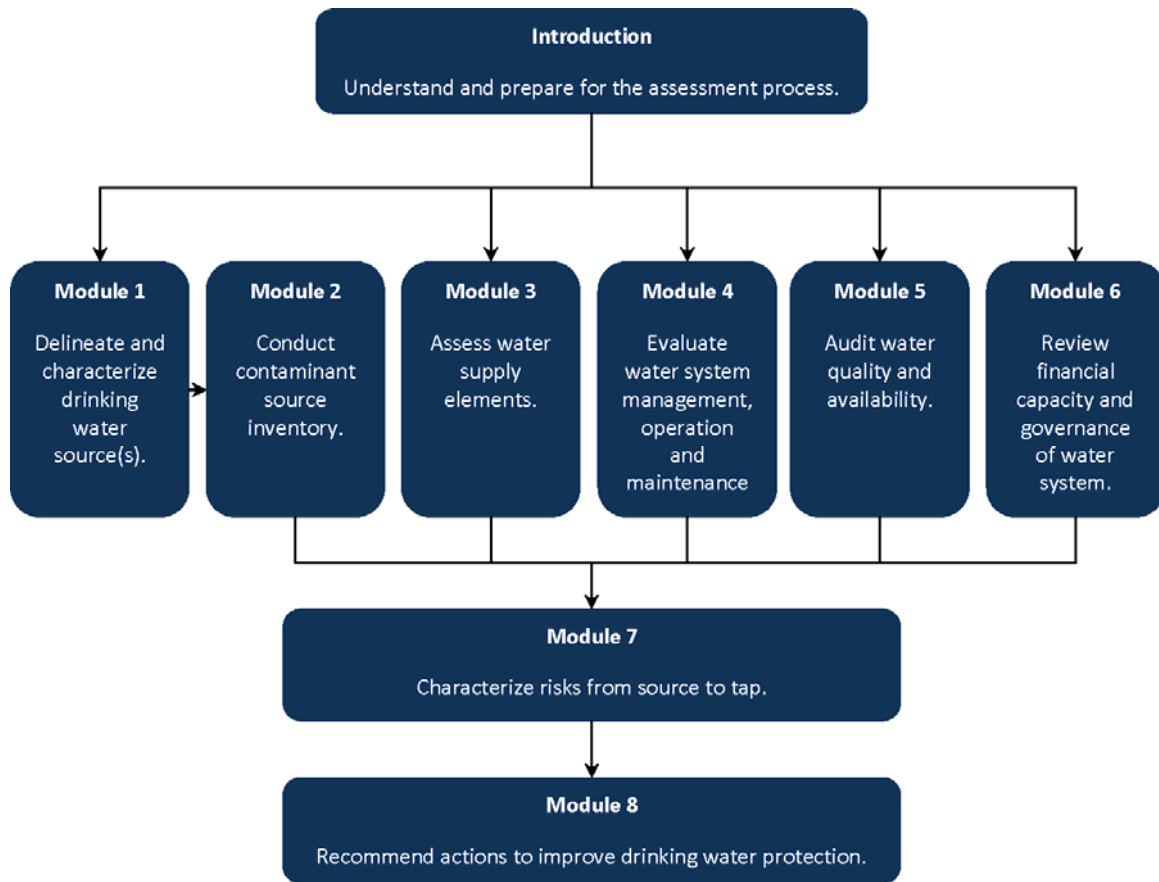 Introduction
Understand and prepare for the assessment process.
Module 1
Delineate and
characterize
drinking
water
source(s).
Module 2
Conduct
contaminant
source
inventory.
Module 3
Assess water
supply
elements.
Module 4
Evaluate
water system
management,
operation
and
maintenance
Module 5
Audit water
quality and
availability.
Module 6
Review
financial
capacity and
governance
of water
system.
Module 7
Characterize risks from source to tap.
Module 8
Recommend actions to improve drinking water protection.